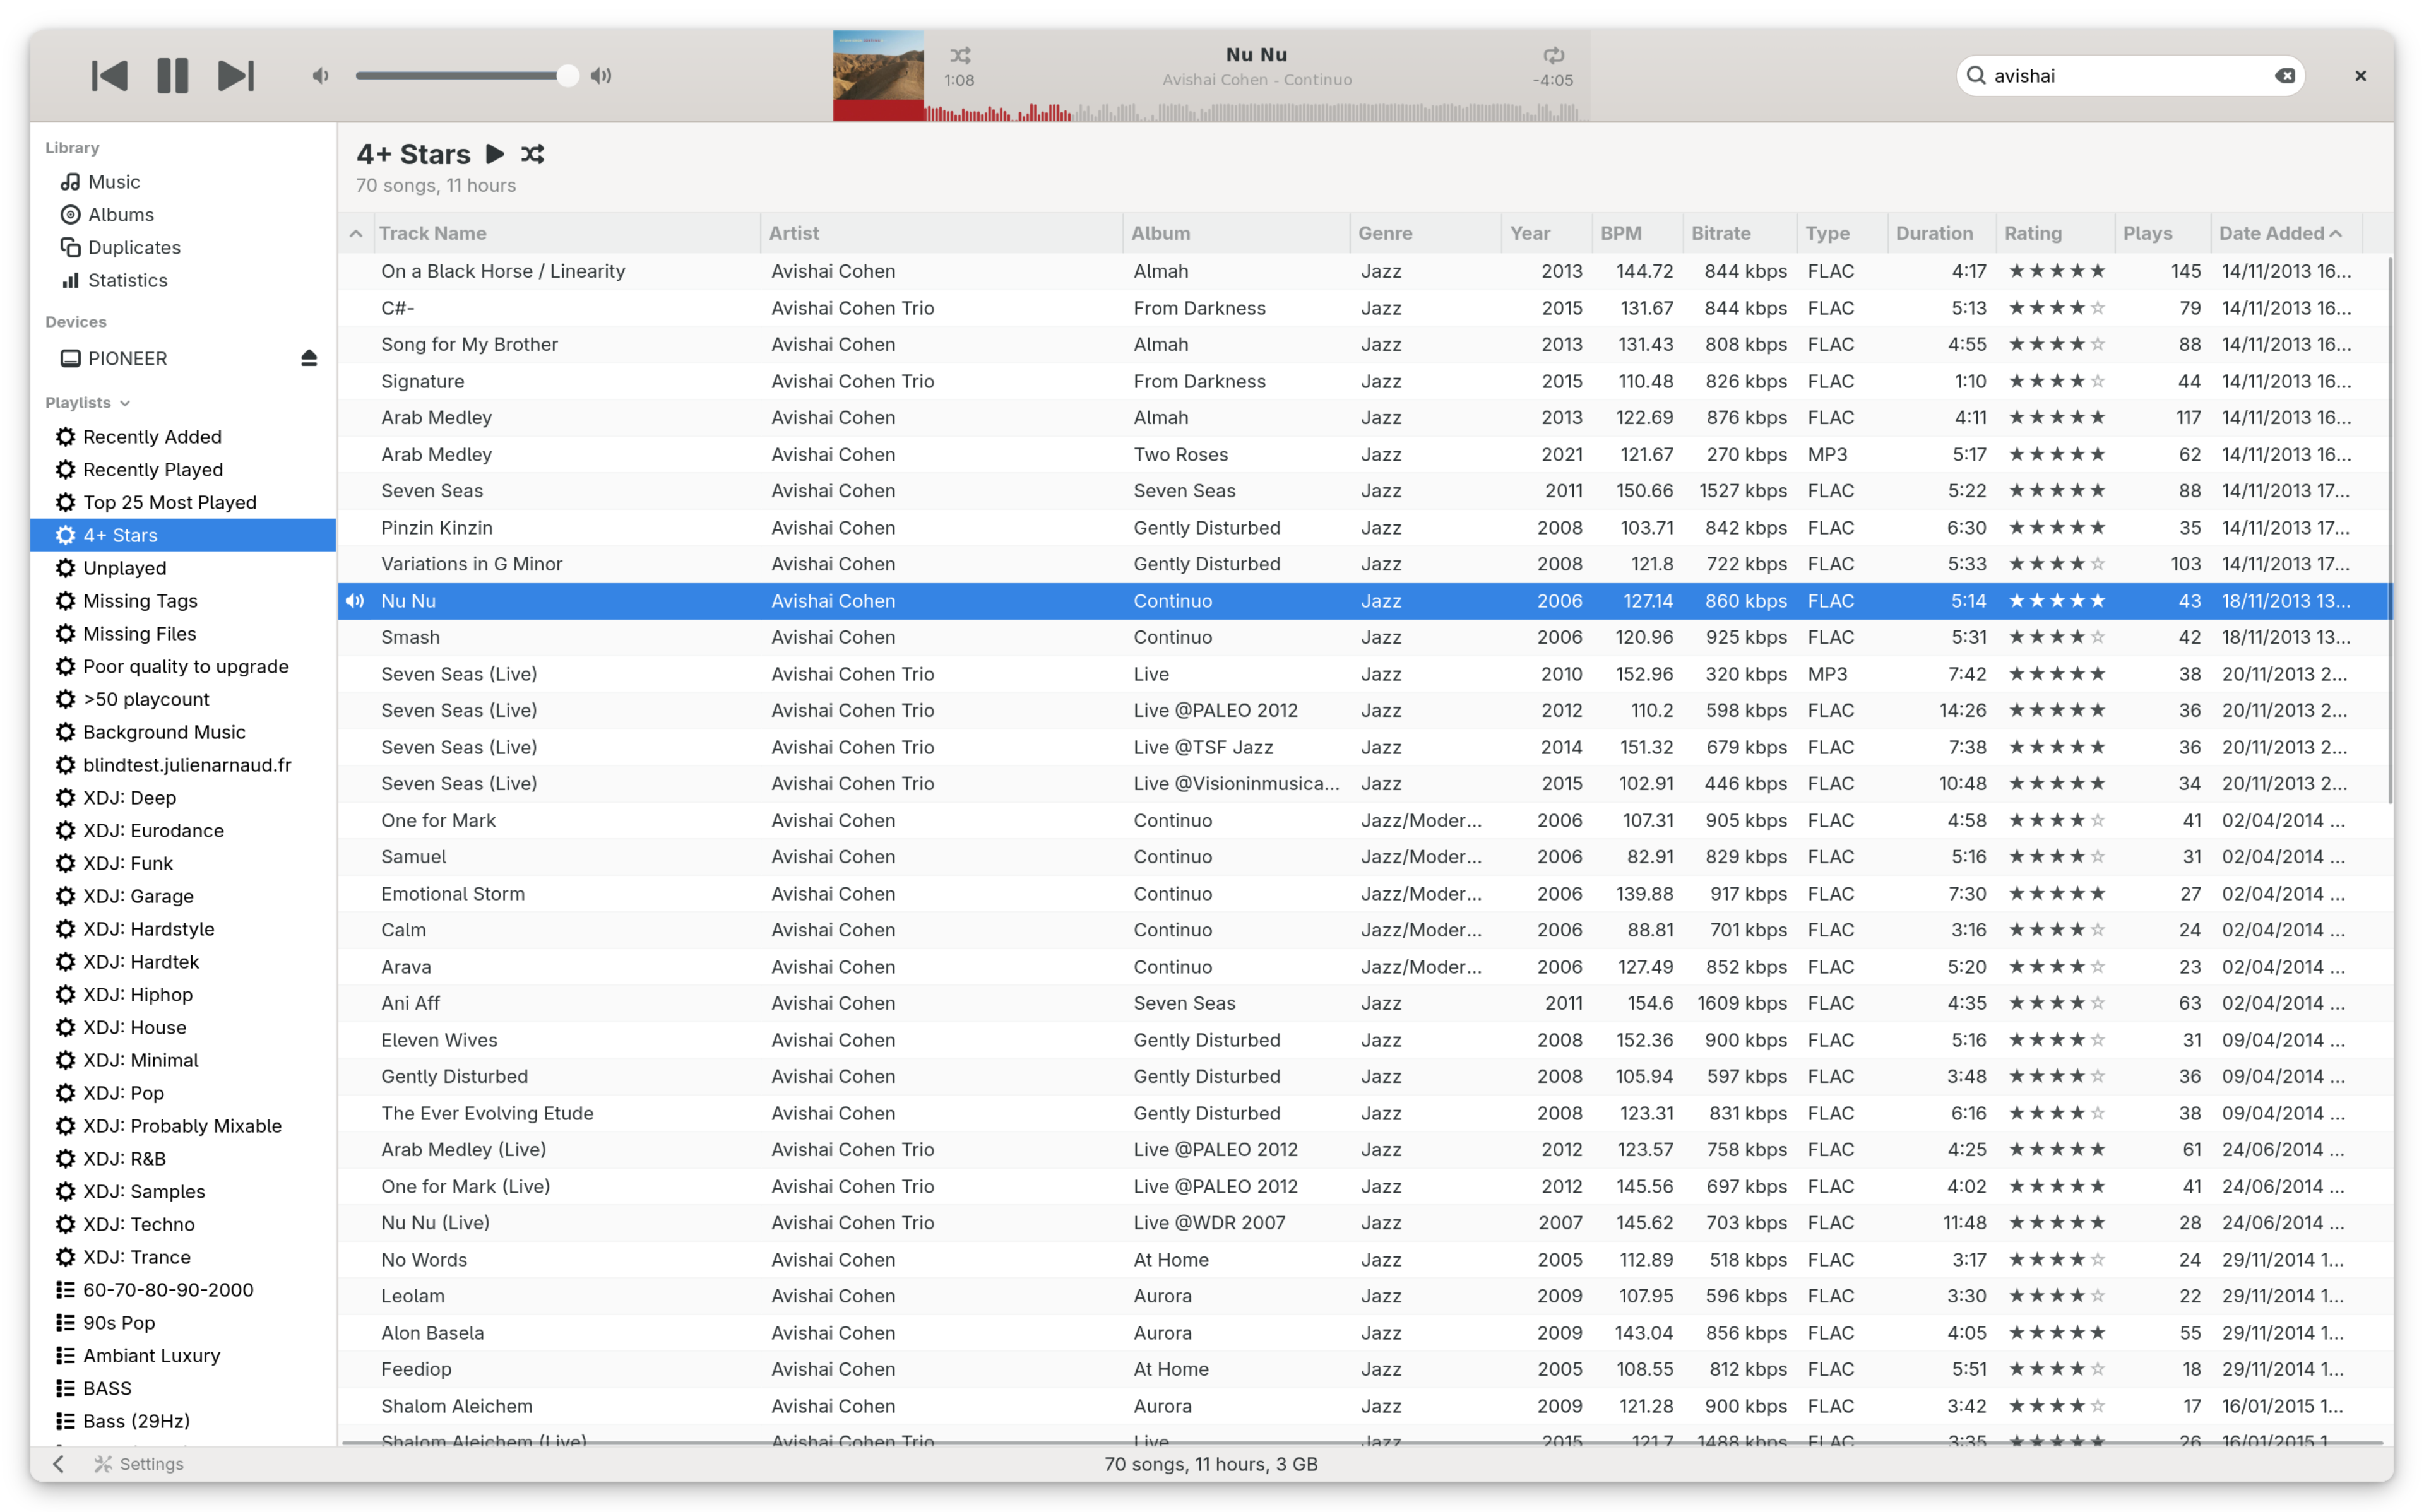 Nu Nu
1:08 Avishai Cohen - Continuo -4:05
avishai
Library
Music
Albums
Duplicates
Statistics
Devices
PIONEER
Playlists
Recently Added
Recently Played
Top 25 Most Played
4+ Stars
Unplayed
Missing Tags
Missing Files
Poor quality to upgrade
>50 playcount
Background Music
blindtest.julienarnaud.fr
XDJ: Deep
XDJ: Eurodance
XDJ: Funk
XDJ: Garage
XDJ: Hardstyle
XDJ: Hardtek
XDJ: Hiphop
XDJ: House
XDJ: Minimal
XDJ: Pop
XDJ: Probably Mixable
XDJ: R&B
XDJ: Samples
XDJ: Techno
XDJ: Trance
60-70-80-90-2000
90s Pop
Ambiant Luxury
BASS
Bass (29Hz)
4+ Stars
70 songs, 11 hours
Track Name Artist Album Genre Year BPM Bitrate Type Duration Rating Plays Date Added
On a Black Horse / Linearity Avishai Cohen Almah Jazz 2013 144.72 844 kbps FLAC 4:17 ★★★★★ 145 14/11/2013 16...
C#- Avishai Cohen Trio From Darkness Jazz 2015 131.67 844 kbps FLAC 5:13 ★★★★☆ 79 14/11/2013 16...
Song for My Brother Avishai Cohen Almah Jazz 2013 131.43 808 kbps FLAC 4:55 ★★★★☆ 88 14/11/2013 16...
Signature Avishai Cohen Trio From Darkness Jazz 2015 110.48 826 kbps FLAC 1:10 ★★★★☆ 44 14/11/2013 16...
Arab Medley Avishai Cohen Almah Jazz 2013 122.69 876 kbps FLAC 4:11 ★★★★★ 117 14/11/2013 16...
Arab Medley Avishai Cohen Two Roses Jazz 2021 121.67 270 kbps MP3 5:17 ★★★★★ 62 14/11/2013 16...
Seven Seas Avishai Cohen Seven Seas Jazz 2011 150.66 1527 kbps FLAC 5:22 ★★★★★ 88 14/11/2013 17...
Pinzin Kinzin Avishai Cohen Gently Disturbed Jazz 2008 103.71 842 kbps FLAC 6:30 ★★★★★ 35 14/11/2013 17...
Variations in G Minor Avishai Cohen Gently Disturbed Jazz 2008 121.8 722 kbps FLAC 5:33 ★★★★☆ 103 14/11/2013 17...
Nu Nu Avishai Cohen Continuo Jazz 2006 127.14 860 kbps FLAC 5:14 ★★★★★ 43 18/11/2013 13...
Smash Avishai Cohen Continuo Jazz 2006 120.96 925 kbps FLAC 5:31 ★★★★☆ 42 18/11/2013 13...
Seven Seas (Live) Avishai Cohen Trio Live Jazz 2010 152.96 320 kbps MP3 7:42 ★★★★★ 38 20/11/2013 2...
Seven Seas (Live) Avishai Cohen Trio Live @PALEO 2012 Jazz 2012 110.2 598 kbps FLAC 14:26 ★★★★★ 36 20/11/2013 2...
Seven Seas (Live) Avishai Cohen Trio Live @TSF Jazz Jazz 2014 151.32 679 kbps FLAC 7:38 ★★★★★ 36 20/11/2013 2...
Seven Seas (Live) Avishai Cohen Trio Live @Visioninmusica... Jazz 2015 102.91 446 kbps FLAC 10:48 ★★★★★ 34 20/11/2013 2...
One for Mark Avishai Cohen Continuo Jazz/Moder... 2006 107.31 905 kbps FLAC 4:58 ★★★★☆ 41 02/04/2014 ...
Samuel Avishai Cohen Continuo Jazz/Moder... 2006 82.91 829 kbps FLAC 5:16 ★★★★☆ 31 02/04/2014 ...
Emotional Storm Avishai Cohen Continuo Jazz/Moder... 2006 139.88 917 kbps FLAC 7:30 ★★★★★ 27 02/04/2014 ...
Calm Avishai Cohen Continuo Jazz/Moder... 2006 88.81 701 kbps FLAC 3:16 ★★★★☆ 24 02/04/2014 ...
Arava Avishai Cohen Continuo Jazz/Moder... 2006 127.49 852 kbps FLAC 5:20 ★★★★☆ 23 02/04/2014 ...
Ani Aff Avishai Cohen Seven Seas Jazz 2011 154.6 1609 kbps FLAC 4:35 ★★★★☆ 63 02/04/2014 ...
Eleven Wives Avishai Cohen Gently Disturbed Jazz 2008 152.36 900 kbps FLAC 5:16 ★★★★☆ 31 09/04/2014 ...
Gently Disturbed Avishai Cohen Gently Disturbed Jazz 2008 105.94 597 kbps FLAC 3:48 ★★★★☆ 36 09/04/2014 ...
The Ever Evolving Etude Avishai Cohen Gently Disturbed Jazz 2008 123.31 831 kbps FLAC 6:16 ★★★★☆ 38 09/04/2014 ...
Arab Medley (Live) Avishai Cohen Trio Live @PALEO 2012 Jazz 2012 123.57 758 kbps FLAC 4:25 ★★★★★ 61 24/06/2014 ...
One for Mark (Live) Avishai Cohen Trio Live @PALEO 2012 Jazz 2012 145.56 697 kbps FLAC 4:02 ★★★★★ 41 24/06/2014 ...
Nu Nu (Live) Avishai Cohen Trio Live @WDR 2007 Jazz 2007 145.62 703 kbps FLAC 11:48 ★★★★★ 28 24/06/2014 ...
No Words Avishai Cohen At Home Jazz 2005 112.89 518 kbps FLAC 3:17 ★★★★☆ 24 29/11/2014 1...
Leolam Avishai Cohen Aurora Jazz 2009 107.95 596 kbps FLAC 3:30 ★★★★☆ 22 29/11/2014 1...
Alon Basela Avishai Cohen Aurora Jazz 2009 143.04 856 kbps FLAC 4:05 ★★★★★ 55 29/11/2014 1...
Feediop Avishai Cohen At Home Jazz 2005 108.55 812 kbps FLAC 5:51 ★★★★☆ 18 29/11/2014 1...
Shalom Aleichem Avishai Cohen Aurora Jazz 2009 121.28 900 kbps FLAC 3:42 ★★★★☆ 17 16/01/2015 1...
Shalom Aleichem (Live) Avishai Cohen Trio Live Jazz 2015 121.7 1488 kbps FLAC 3:35 ★★★★★ 26 16/01/2015 1
Settings
70 songs, 11 hours, 3 GB